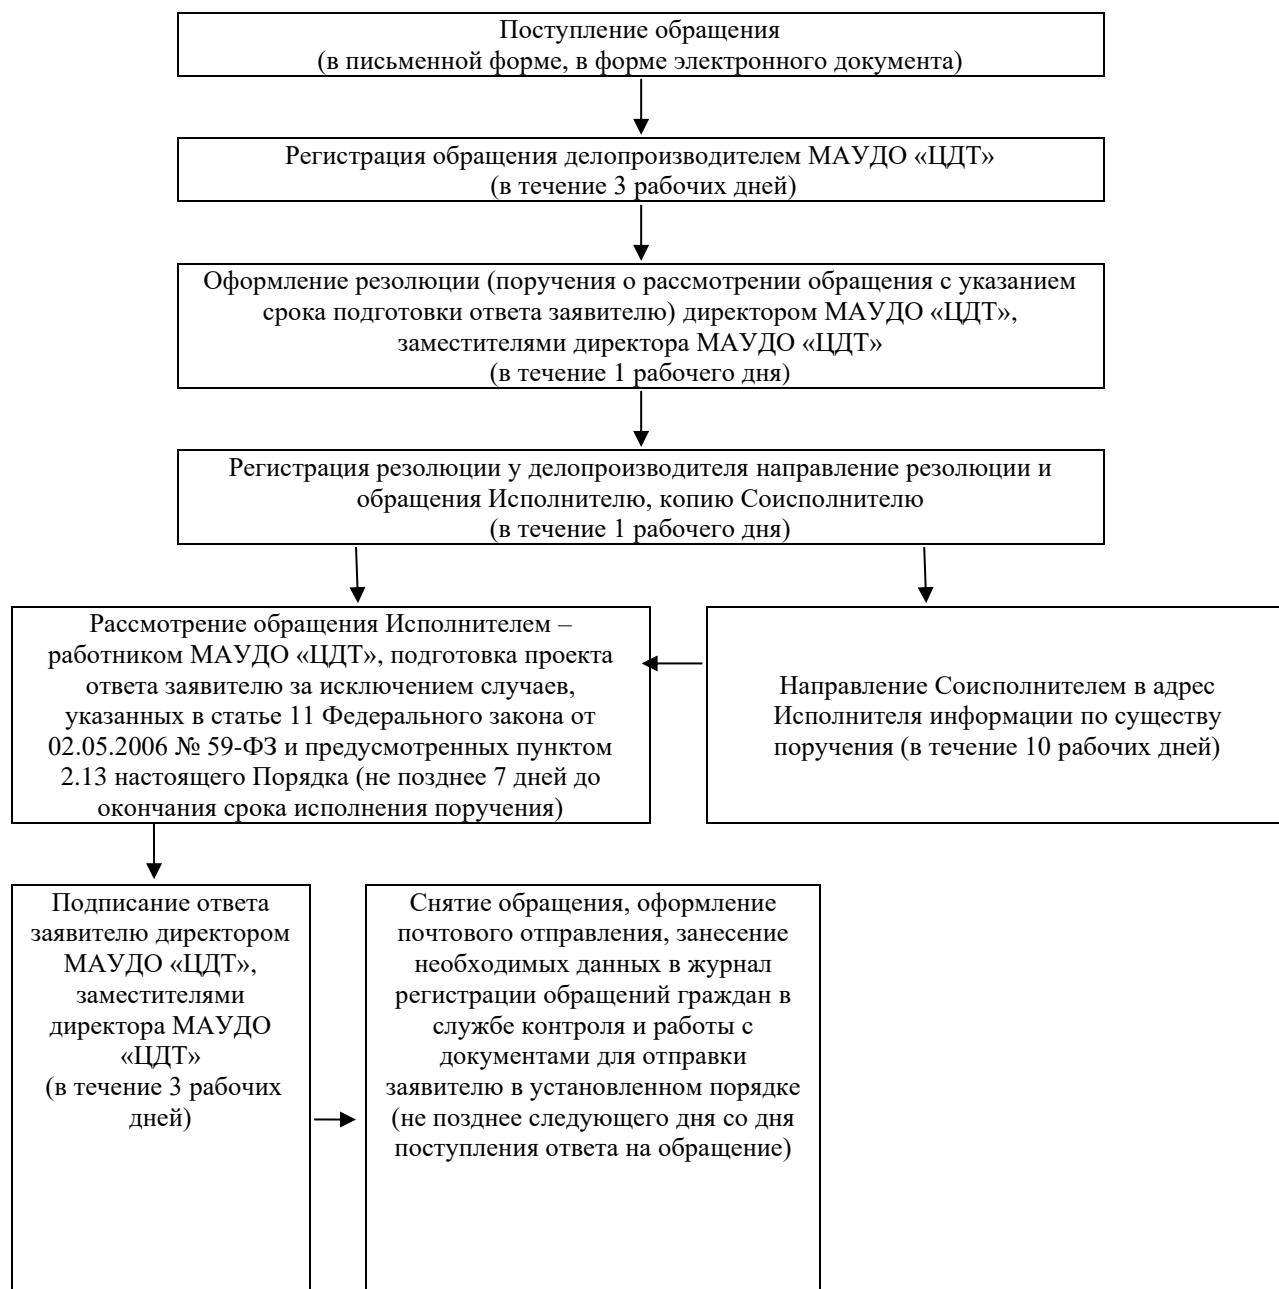 Поступление обращения
(в письменной форме, в форме электронного документа)
Регистрация обращения делопроизводителем МАУДО «ЦДТ»
(в течение 3 рабочих дней)
Оформление резолюции (поручения о рассмотрении обращения с указанием
срока подготовки ответа заявителю) директором МАУДО «ЦДТ»,
заместителями директора МАУДО «ЦДТ»
(в течение 1 рабочего дня)
Регистрация резолюции у делопроизводителя направление резолюции и
обращения Исполнителю, копию Соисполнителю
(в течение 1 рабочего дня)
Рассмотрение обращения Исполнителем –
работником МАУДО «ЦДТ», подготовка проекта
ответа заявителю за исключением случаев,
указанных в статье 11 Федерального закона от
02.05.2006 № 59-ФЗ и предусмотренных пунктом
2.13 настоящего Порядка (не позднее 7 дней до
окончания срока исполнения поручения)
Направление Соисполнителем в адрес
Исполнителя информации по существу
поручения (в течение 10 рабочих дней)
Подписание ответа
заявителю директором
МАУДО «ЦДТ»,
заместителями
директора МАУДО
«ЦДТ»
(в течение 3 рабочих
дней)
Снятие обращения, оформление
почтового отправления, занесение
необходимых данных в журнал
регистрации обращений граждан в
службе контроля и работы с
документами для отправки
заявителю в установленном порядке
(не позднее следующего дня со дня
поступления ответа на обращение)